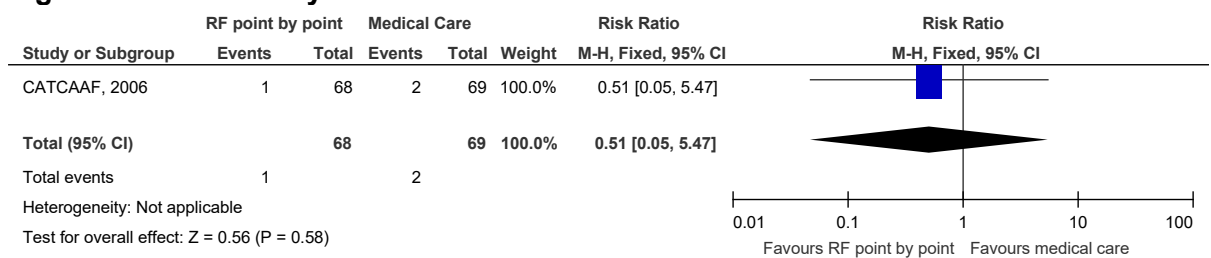 RF point by point Medical Care Risk Ratio Risk Ratio
Study or Subgroup Events Total Events Total Weight M-H, Fixed, 95% CI M-H, Fixed, 95% CI
CATCAAF, 2006 1 68 2 69 100.0% 0.51 [0.05, 5.47]
Total (95% CI) 68 69 100.0% 0.51 [0.05, 5.47]
Total events 1 2
Heterogeneity: Not applicable
Test for overall effect: Z = 0.56 (P = 0.58)
0.01 0.1 1 10 100
Favours RF point by point Favours medical care